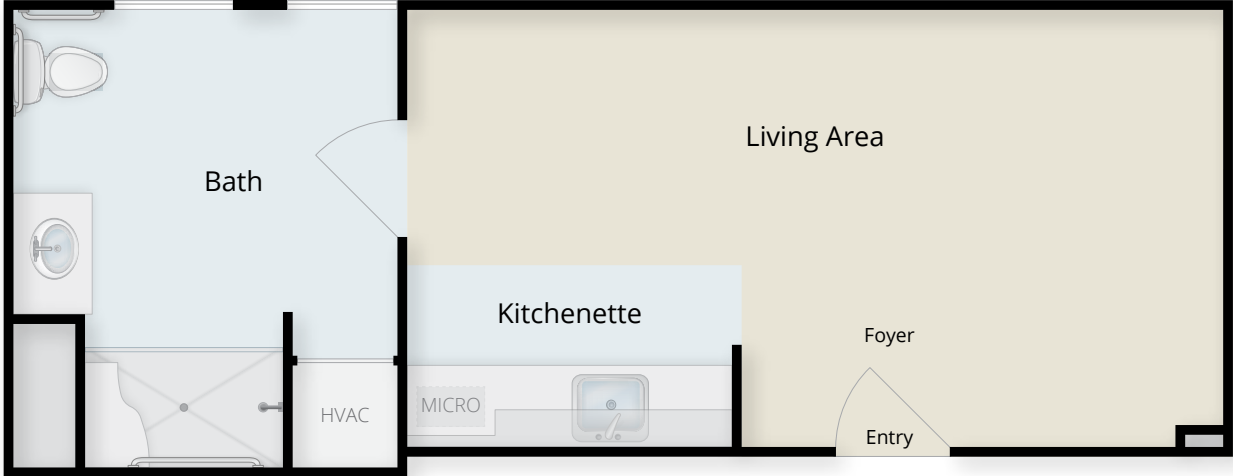 Living Area
Bath
Kitchenette
Foyer
MICRO
HVAC
Entry